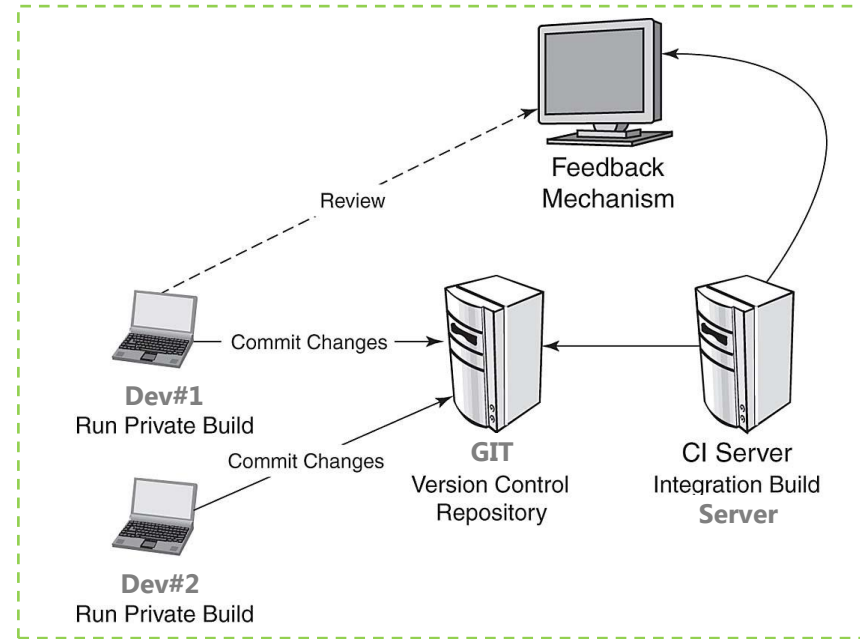 Feedback
Mechanism
Review
Commit Changes
Dev#1
Run Private Build
GIT
Version Control
Repository
CI Server
Integration Build
Server
Commit Changes
Dev#2
Run Private Build